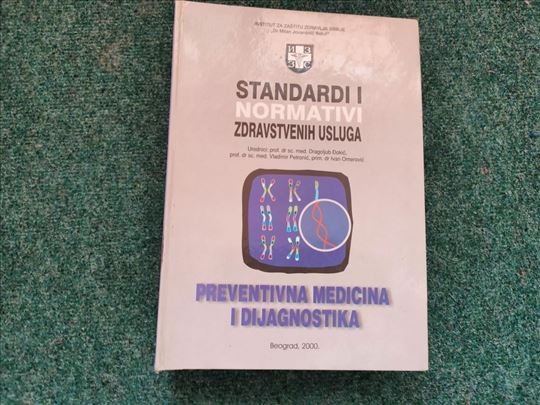 INSTITUT ZA ZAŠTITU ZDRAVLJA SRBIJE
„Dr Milan Jovanović Batut"
И З
З С
STANDARDI I
NORMATIVI
ZDRAVSTVENIH USLUGA
Urednici: prof. dr sc. med. Dragoljub Đokić,
prof. dr sc. med. Vladimir Petronić, prim. dr Ivan Omerović
PREVENTIVNA MEDICINA
I DIJAGNOSTIKA
Beograd, 2000.